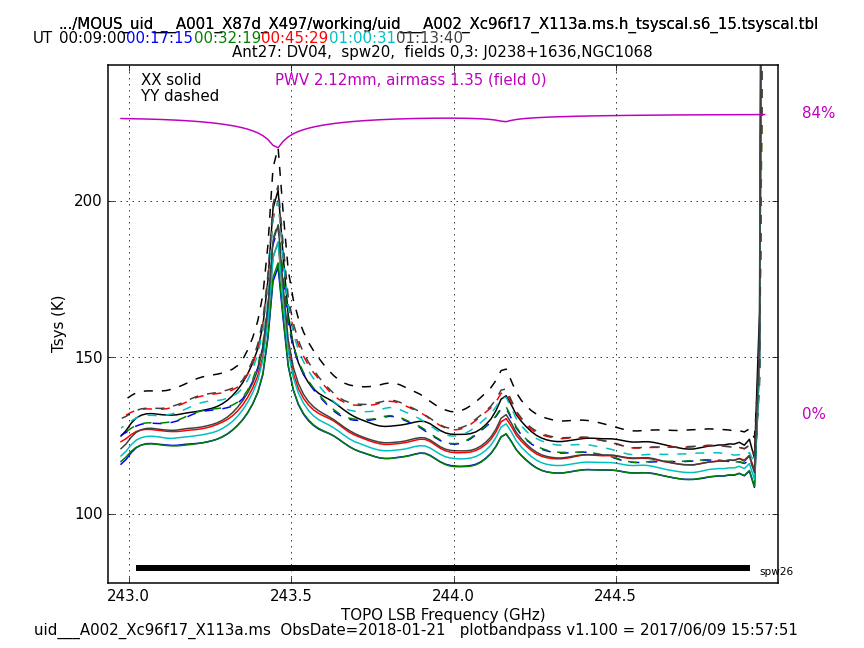 .../MOUS_uid___A001_X87d_X497/working/uid___A002_Xc96f17_X113a.ms.h_tsyscal.s6_15.tsyscal.tbl
UT 00:09:00 00:17:15 00:32:19 00:45:29 01:00:31 01:13:40
Ant27: DV04,  spw20,  fields 0,3: J0238+1636,NGC1068
XX solid
YY dashed
PWV 2.12mm, airmass 1.35 (field 0)
84%
200
Tsys (K)
150
0%
100
spw26
243.0 243.5 244.0 244.5
TOPO LSB Frequency (GHz)
uid___A002_Xc96f17_X113a.ms  ObsDate=2018-01-21   plotbandpass v1.100 = 2017/06/09 15:57:51